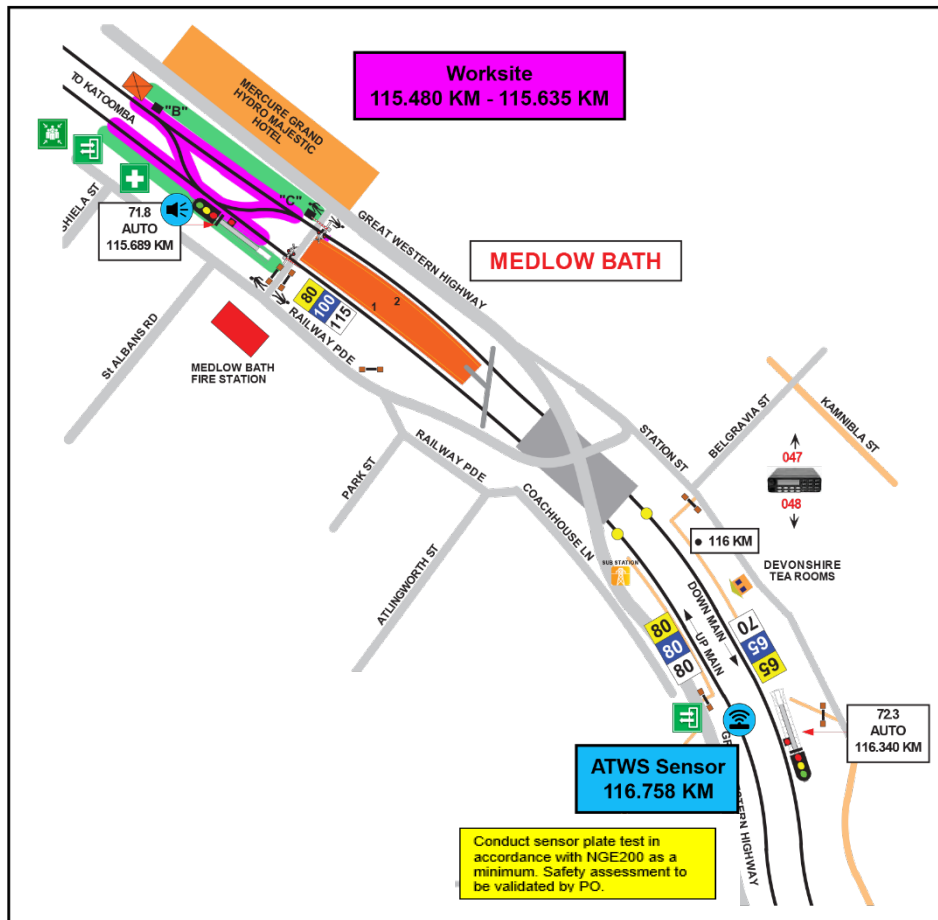 Worksite
115.480 KM - 115.635 KM
MERCURE GRAND
HYDRO MAJESTIC
HOTEL
TO KATOOMBA
"B"
"C"
SHIELA ST
71.8
AUTO
115.689 KM
GREAT WESTERN HIGHWAY
MEDLOW BATH
1
2
80
100
115
St ALBANS RD
RAILWAY PDE
MEDLOW BATH
FIRE STATION
PARK ST
RAILWAY PDE
COACHHOUSE LN
ATLINGWORTH ST
STATION ST
BELGRAVIA ST
KAMNIBLA ST
047
048
116 KM
SUB STATION
DEVONSHIRE
TEA ROOMS
DOWN MAIN
UP MAIN
80
80
80
70
65
65
72.3
AUTO
116.340 KM
ATWS Sensor
116.758 KM
Conduct sensor plate test in
accordance with NGE200 as a
minimum. Safety assessment to
be validated by PO.